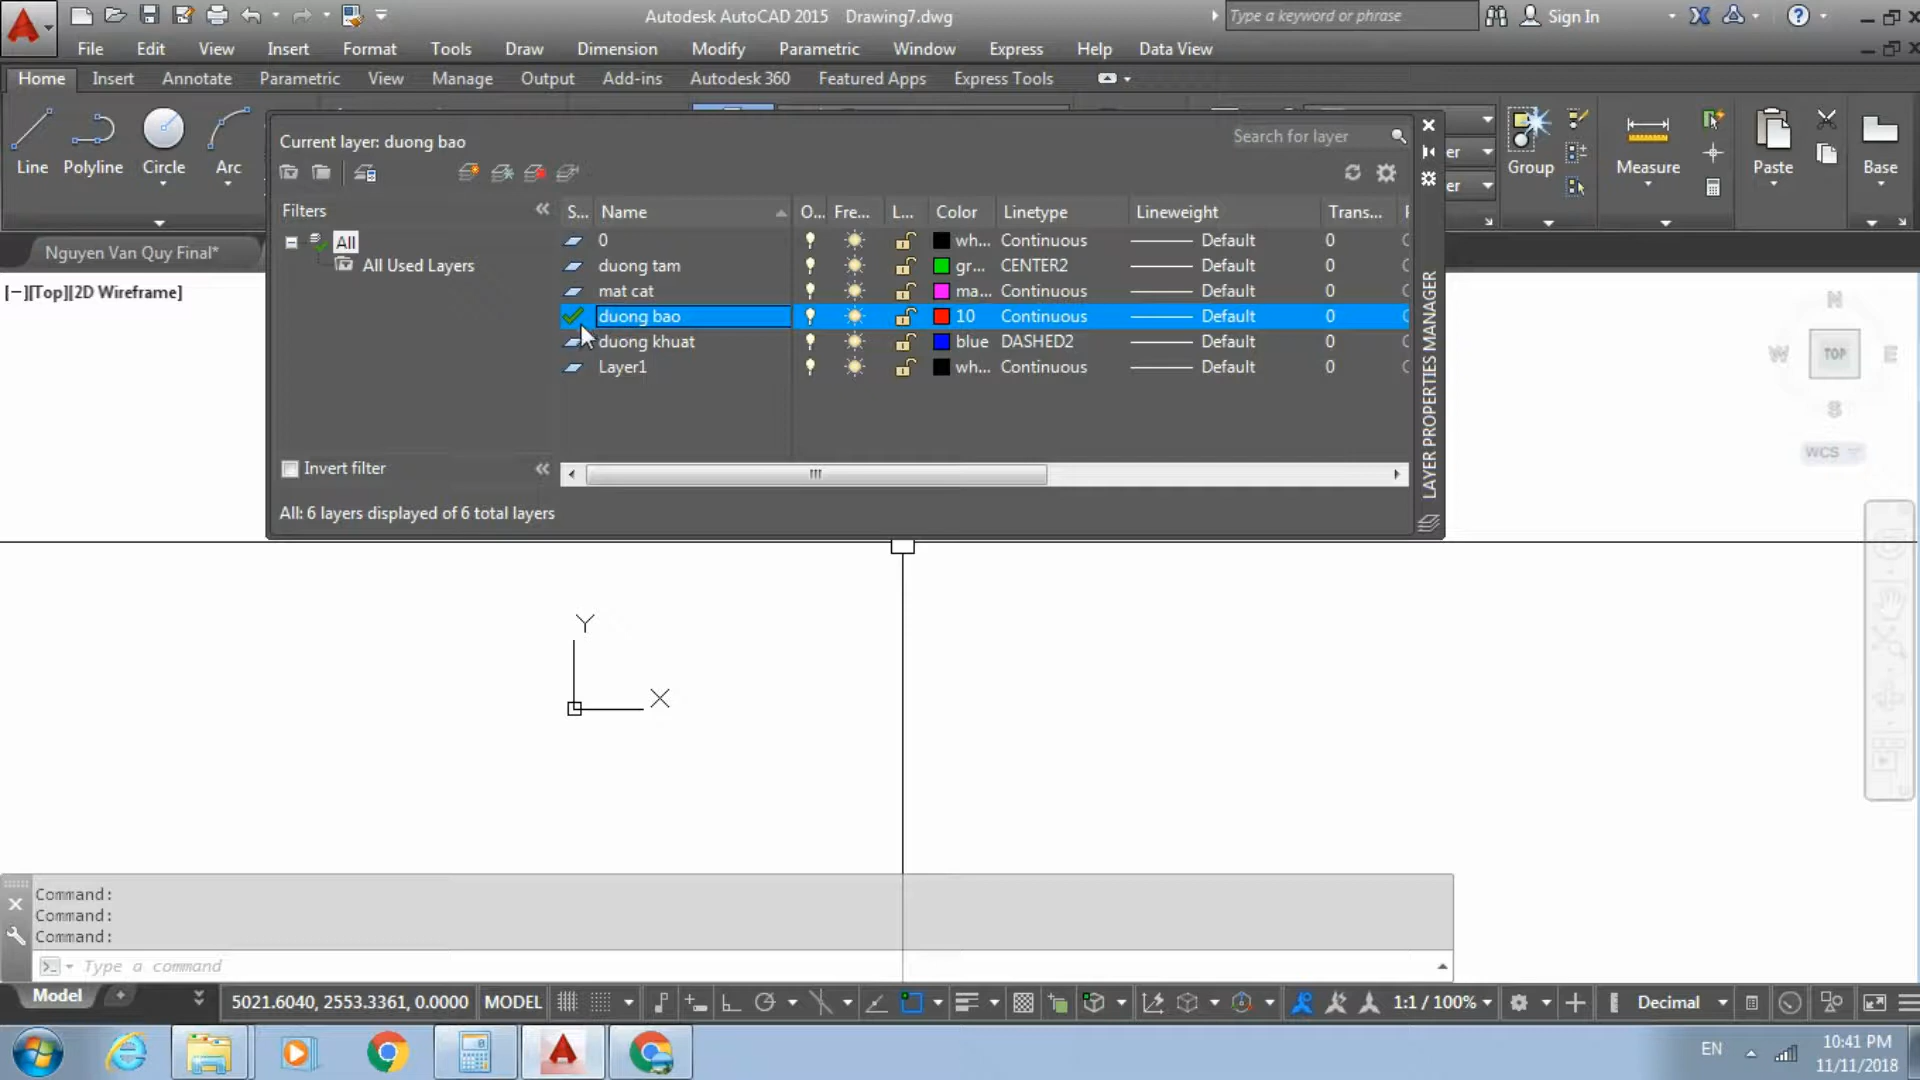 Autodesk AutoCAD 2015 Drawing7.dwg
Type a keyword or phrase
Sign In
File Edit View Insert Format Tools Draw Dimension Modify Parametric Window Express Help Data View
Home Insert Annotate Parametric View Manage Output Add-ins Autodesk 360 Featured Apps Express Tools
Line Polyline Circle Arc
Group Measure Paste Base
er
er
Current layer: duong bao
Search for layer
Filters
All
All Used Layers
Invert filter
All: 6 layers displayed of 6 total layers
S... Name O... Fre... L... Color Linetype Lineweight Trans...
0 wh... Continuous Default 0
duong tam gr... CENTER2 Default 0
mat cat ma... Continuous Default 0
duong bao 10 Continuous Default 0
duong khuat blue DASHED2 Default 0
Layer1 wh... Continuous Default 0
LAYER PROPERTIES MANAGER
Nguyen Van Quy Final*
[−][Top][2D Wireframe]
N
W TOP E
S
WCS
Y
X
Command:
Command:
Command:
Type a command
Model
5021.6040, 2553.3361, 0.0000 MODEL
1:1 / 100%
Decimal
EN
10:41 PM
11/11/2018